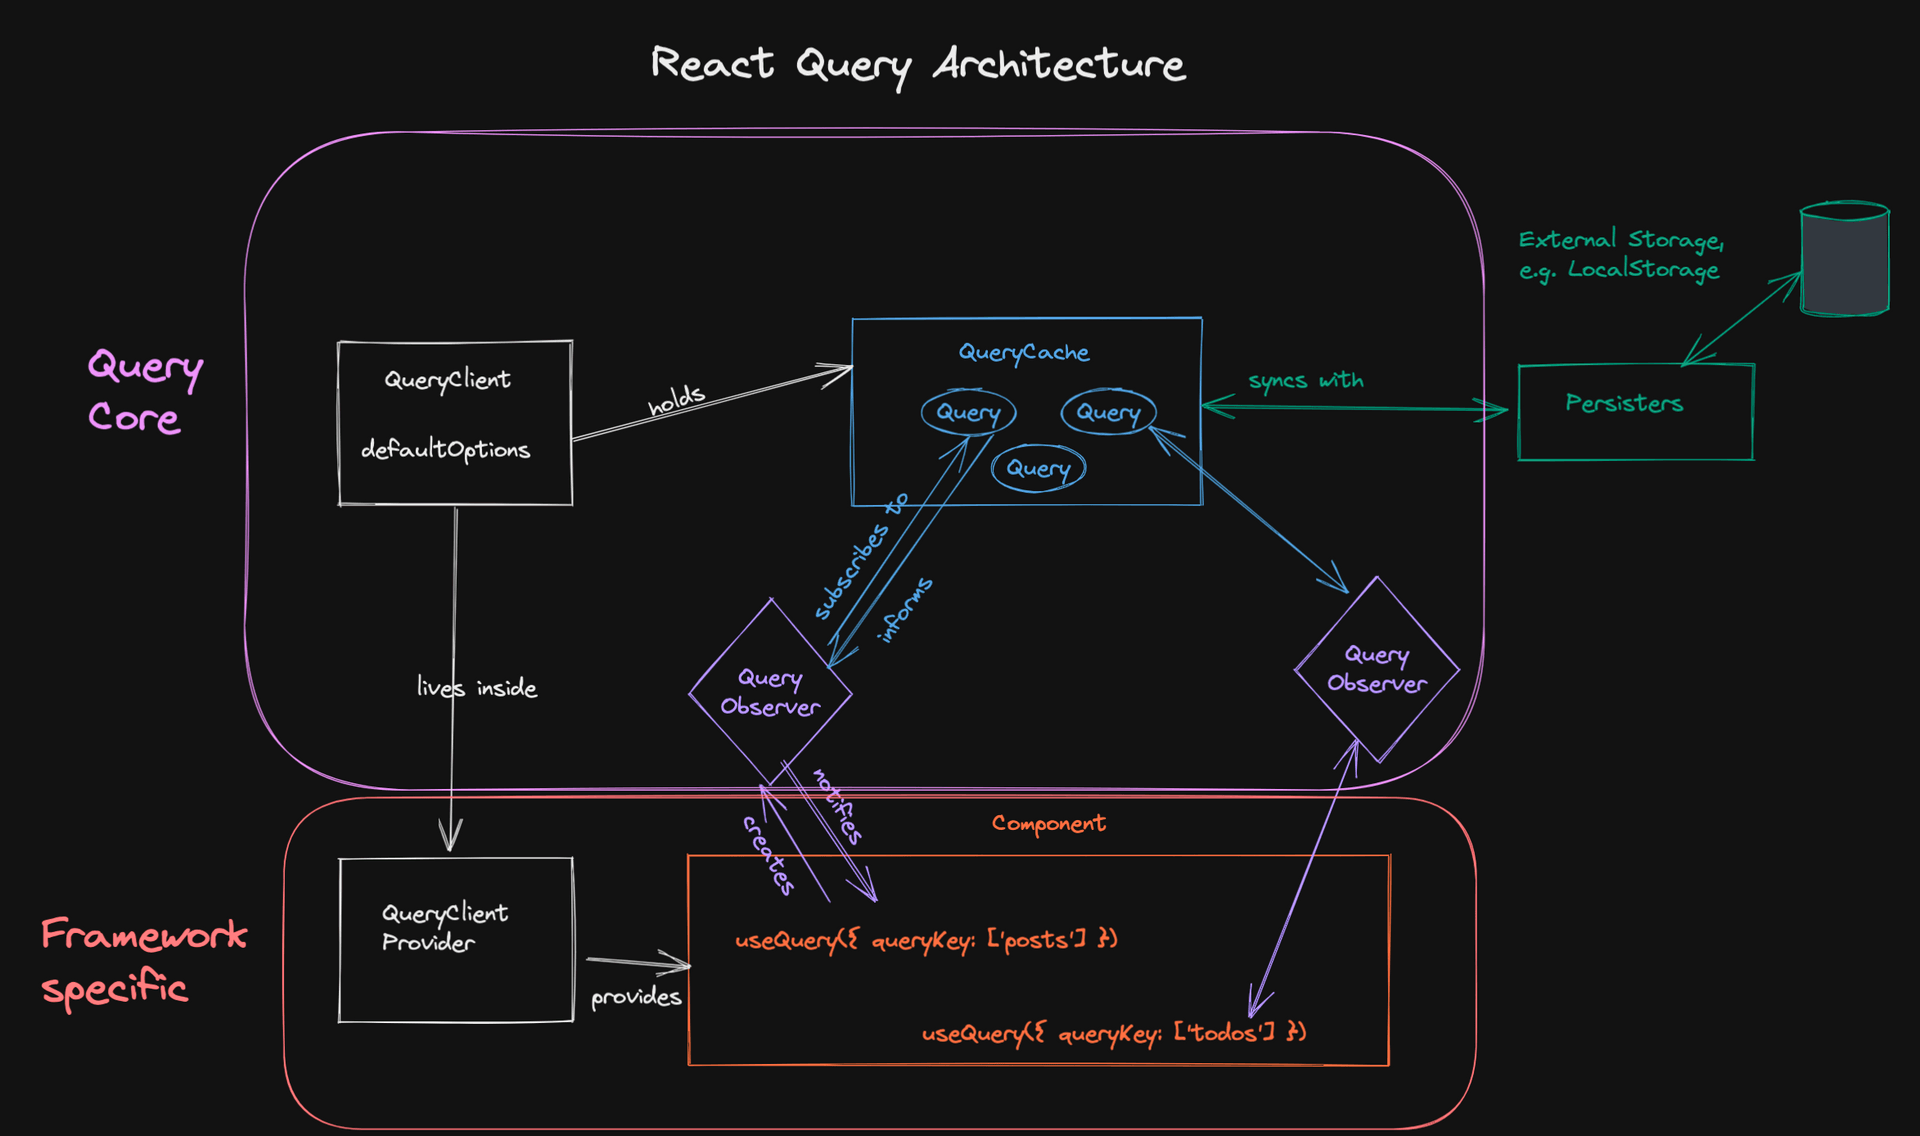 React Query Architecture
Query
Core
QueryClient
defaultOptions
holds
QueryCache
Query
Query
Query
syncs with
External Storage,
e.g. LocalStorage
Persisters
subscribes to
informs
lives inside
Query
Observer
Query
Observer
notifies
creates
Framework
specific
Component
QueryClient
Provider
provides
useQuery({ queryKey: ['posts'] })
useQuery({ queryKey: ['todos'] })